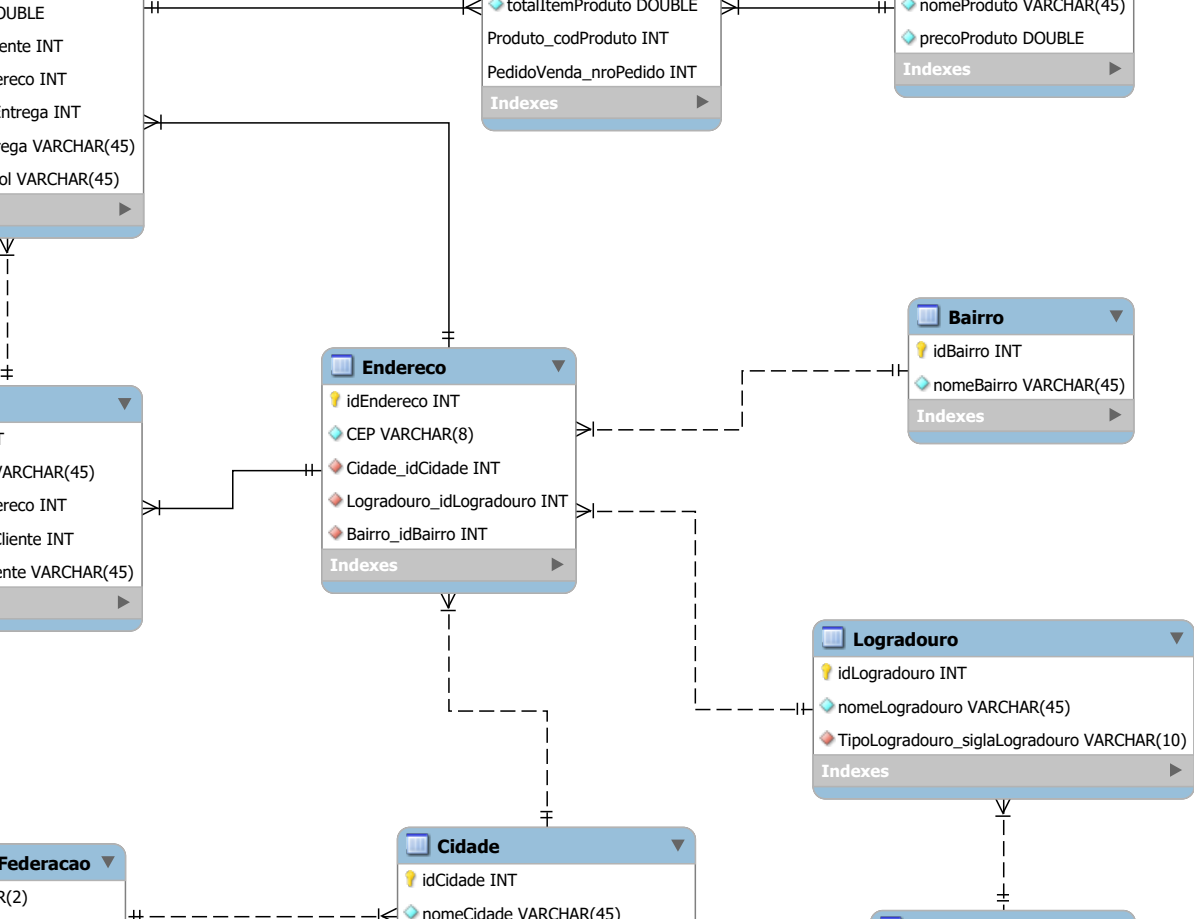 DOUBLE
totalItemProduto DOUBLE
nomeProduto VARCHAR(45)
ente INT
Produto_codProduto INT
precoProduto DOUBLE
ereco INT
PedidoVenda_nroPedido INT
Indexes
Entrega INT
Indexes
ega VARCHAR(45)
ol VARCHAR(45)
Bairro
idBairro INT
nomeBairro VARCHAR(45)
Indexes
Endereco
idEndereco INT
CEP VARCHAR(8)
Cidade_idCidade INT
Logradouro_idLogradouro INT
Bairro_idBairro INT
Indexes
T
VARCHAR(45)
ereco INT
Cliente INT
ente VARCHAR(45)
Logradouro
idLogradouro INT
nomeLogradouro VARCHAR(45)
TipoLogradouro_siglaLogradouro VARCHAR(10)
Indexes
Federacao
R(2)
Cidade
idCidade INT
nomeCidade VARCHAR(45)